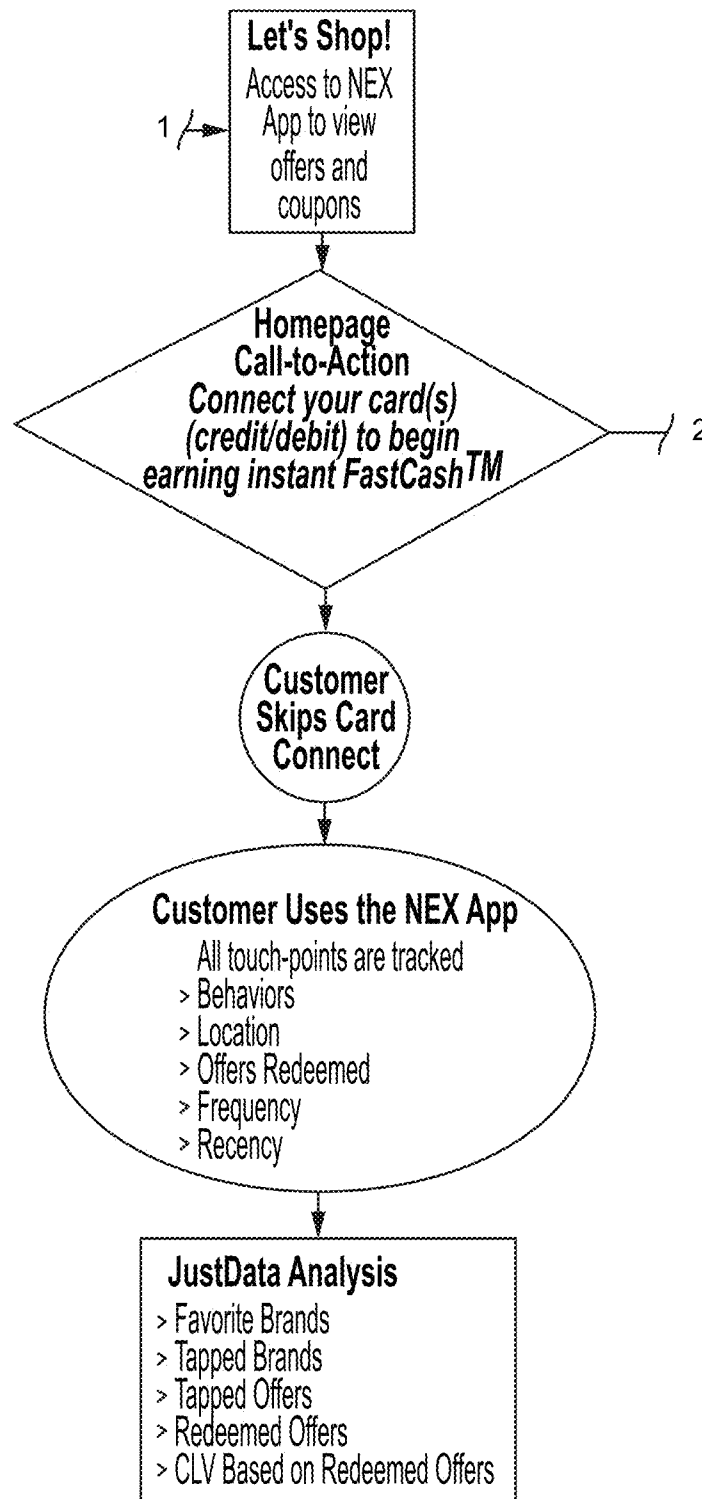 Let's Shop!
Access to NEX
App to view
offers and
coupons
1
Homepage
Call-to-Action
Connect your card(s)
(credit/debit) to begin
earning instant FastCash™
2
Customer
Skips Card
Connect
Customer Uses the NEX App
All touch-points are tracked
> Behaviors
> Location
> Offers Redeemed
> Frequency
> Recency
JustData Analysis
> Favorite Brands
> Tapped Brands
> Tapped Offers
> Redeemed Offers
> CLV Based on Redeemed Offers